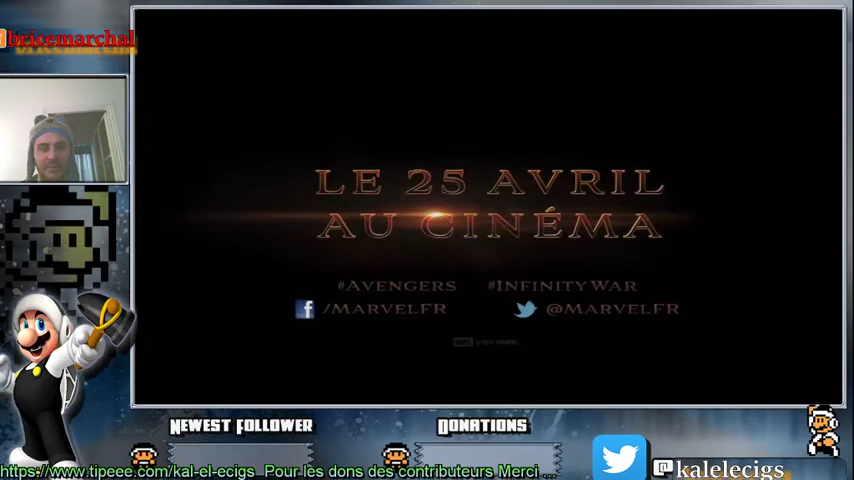 bricemarchal
LE 25 AVRIL
AU CINÉMA
#AVENGERS #INFINITYWAR
/MARVELFR @MARVELFR
NEWEST FOLLOWER DONATIONS
https://www.tipeee.com/kal-el-ecigs Pour les dons des contributeurs Merci ...
@kalelecigs